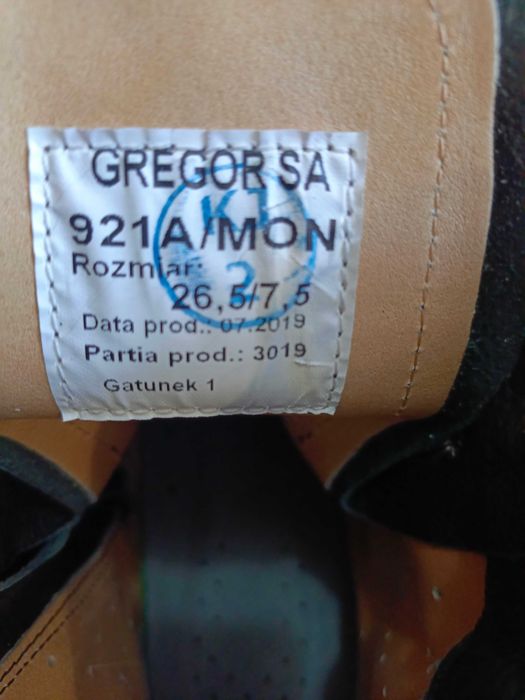 GREGOR SA
921A/MON
Rozmiar:
26,5/7,5
Data prod.: 07.2019
Partia prod.: 3019
Gatunek 1